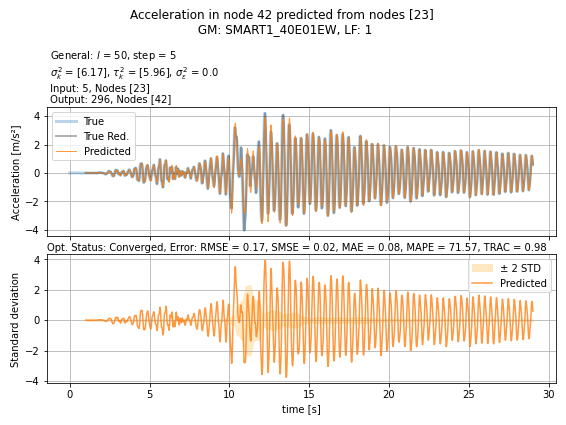 Acceleration in node 42 predicted from nodes [23]
GM: SMART1_40E01EW, LF: 1
General: l = 50, step = 5
σ²ₖ = [6.17], τ²ₖ = [5.96], σ²ε = 0.0
Input: 5, Nodes [23]
Output: 296, Nodes [42]
Acceleration [m/s²]
4
2
0
−2
−4
True
True Red.
Predicted
Opt. Status: Converged, Error: RMSE = 0.17, SMSE = 0.02, MAE = 0.08, MAPE = 71.57, TRAC = 0.98
Standard deviation
4
2
0
−2
−4
± 2 STD
Predicted
0 5 10 15 20 25 30
time [s]